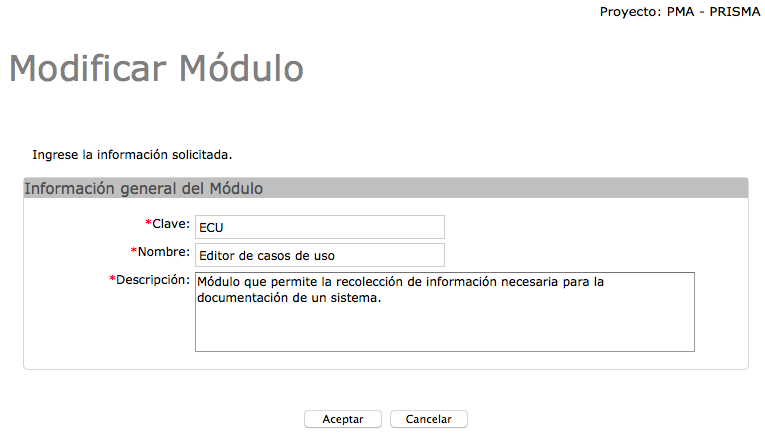 Proyecto: PMA - PRISMA
Modificar Módulo
Ingrese la información solicitada.
Información general del Módulo
*Clave: ECU
*Nombre: Editor de casos de uso
*Descripción: Módulo que permite la recolección de información necesaria para la
documentación de un sistema.
Aceptar Cancelar